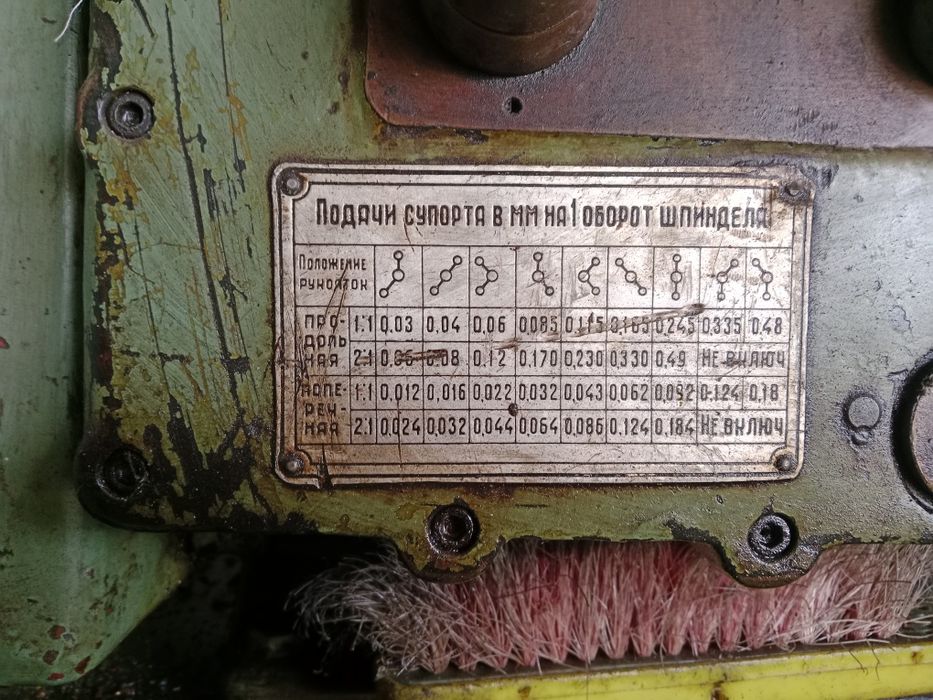 ПОДАЧИ СУПОРТА В ММ НА 1 ОБОРОТ ШПИНДЕЛЯ
ПОЛОЖЕНИЕ
РУКОЯТОК
ПРО-
ДОЛЬ
НАЯ
1:1 0,03 0,04 0,06 0,085 0,115 0,165 0,245 0,335 0,48
2:1 0.06 0,08 0,12 0,170 0,230 0,330 0,49 НЕ ВКЛЮЧ
ПОПЕ-
РЕЧ-
НАЯ
1:1 0,012 0,016 0,022 0,032 0,043 0,062 0,092 0.124 0,18
2:1 0,024 0,032 0,044 0,064 0,086 0.124 0,184 НЕ ВКЛЮЧ